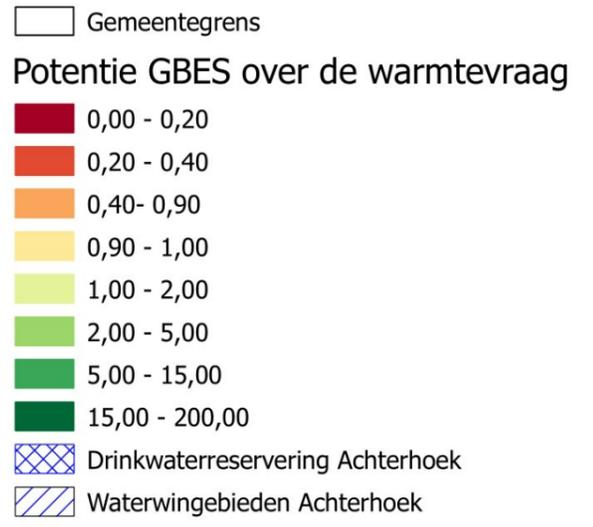 Gemeentegrens
Potentie GBES over de warmtevraag
0,00 - 0,20
0,20 - 0,40
0,40- 0,90
0,90 - 1,00
1,00 - 2,00
2,00 - 5,00
5,00 - 15,00
15,00 - 200,00
Drinkwaterreservering Achterhoek
Waterwingebieden Achterhoek